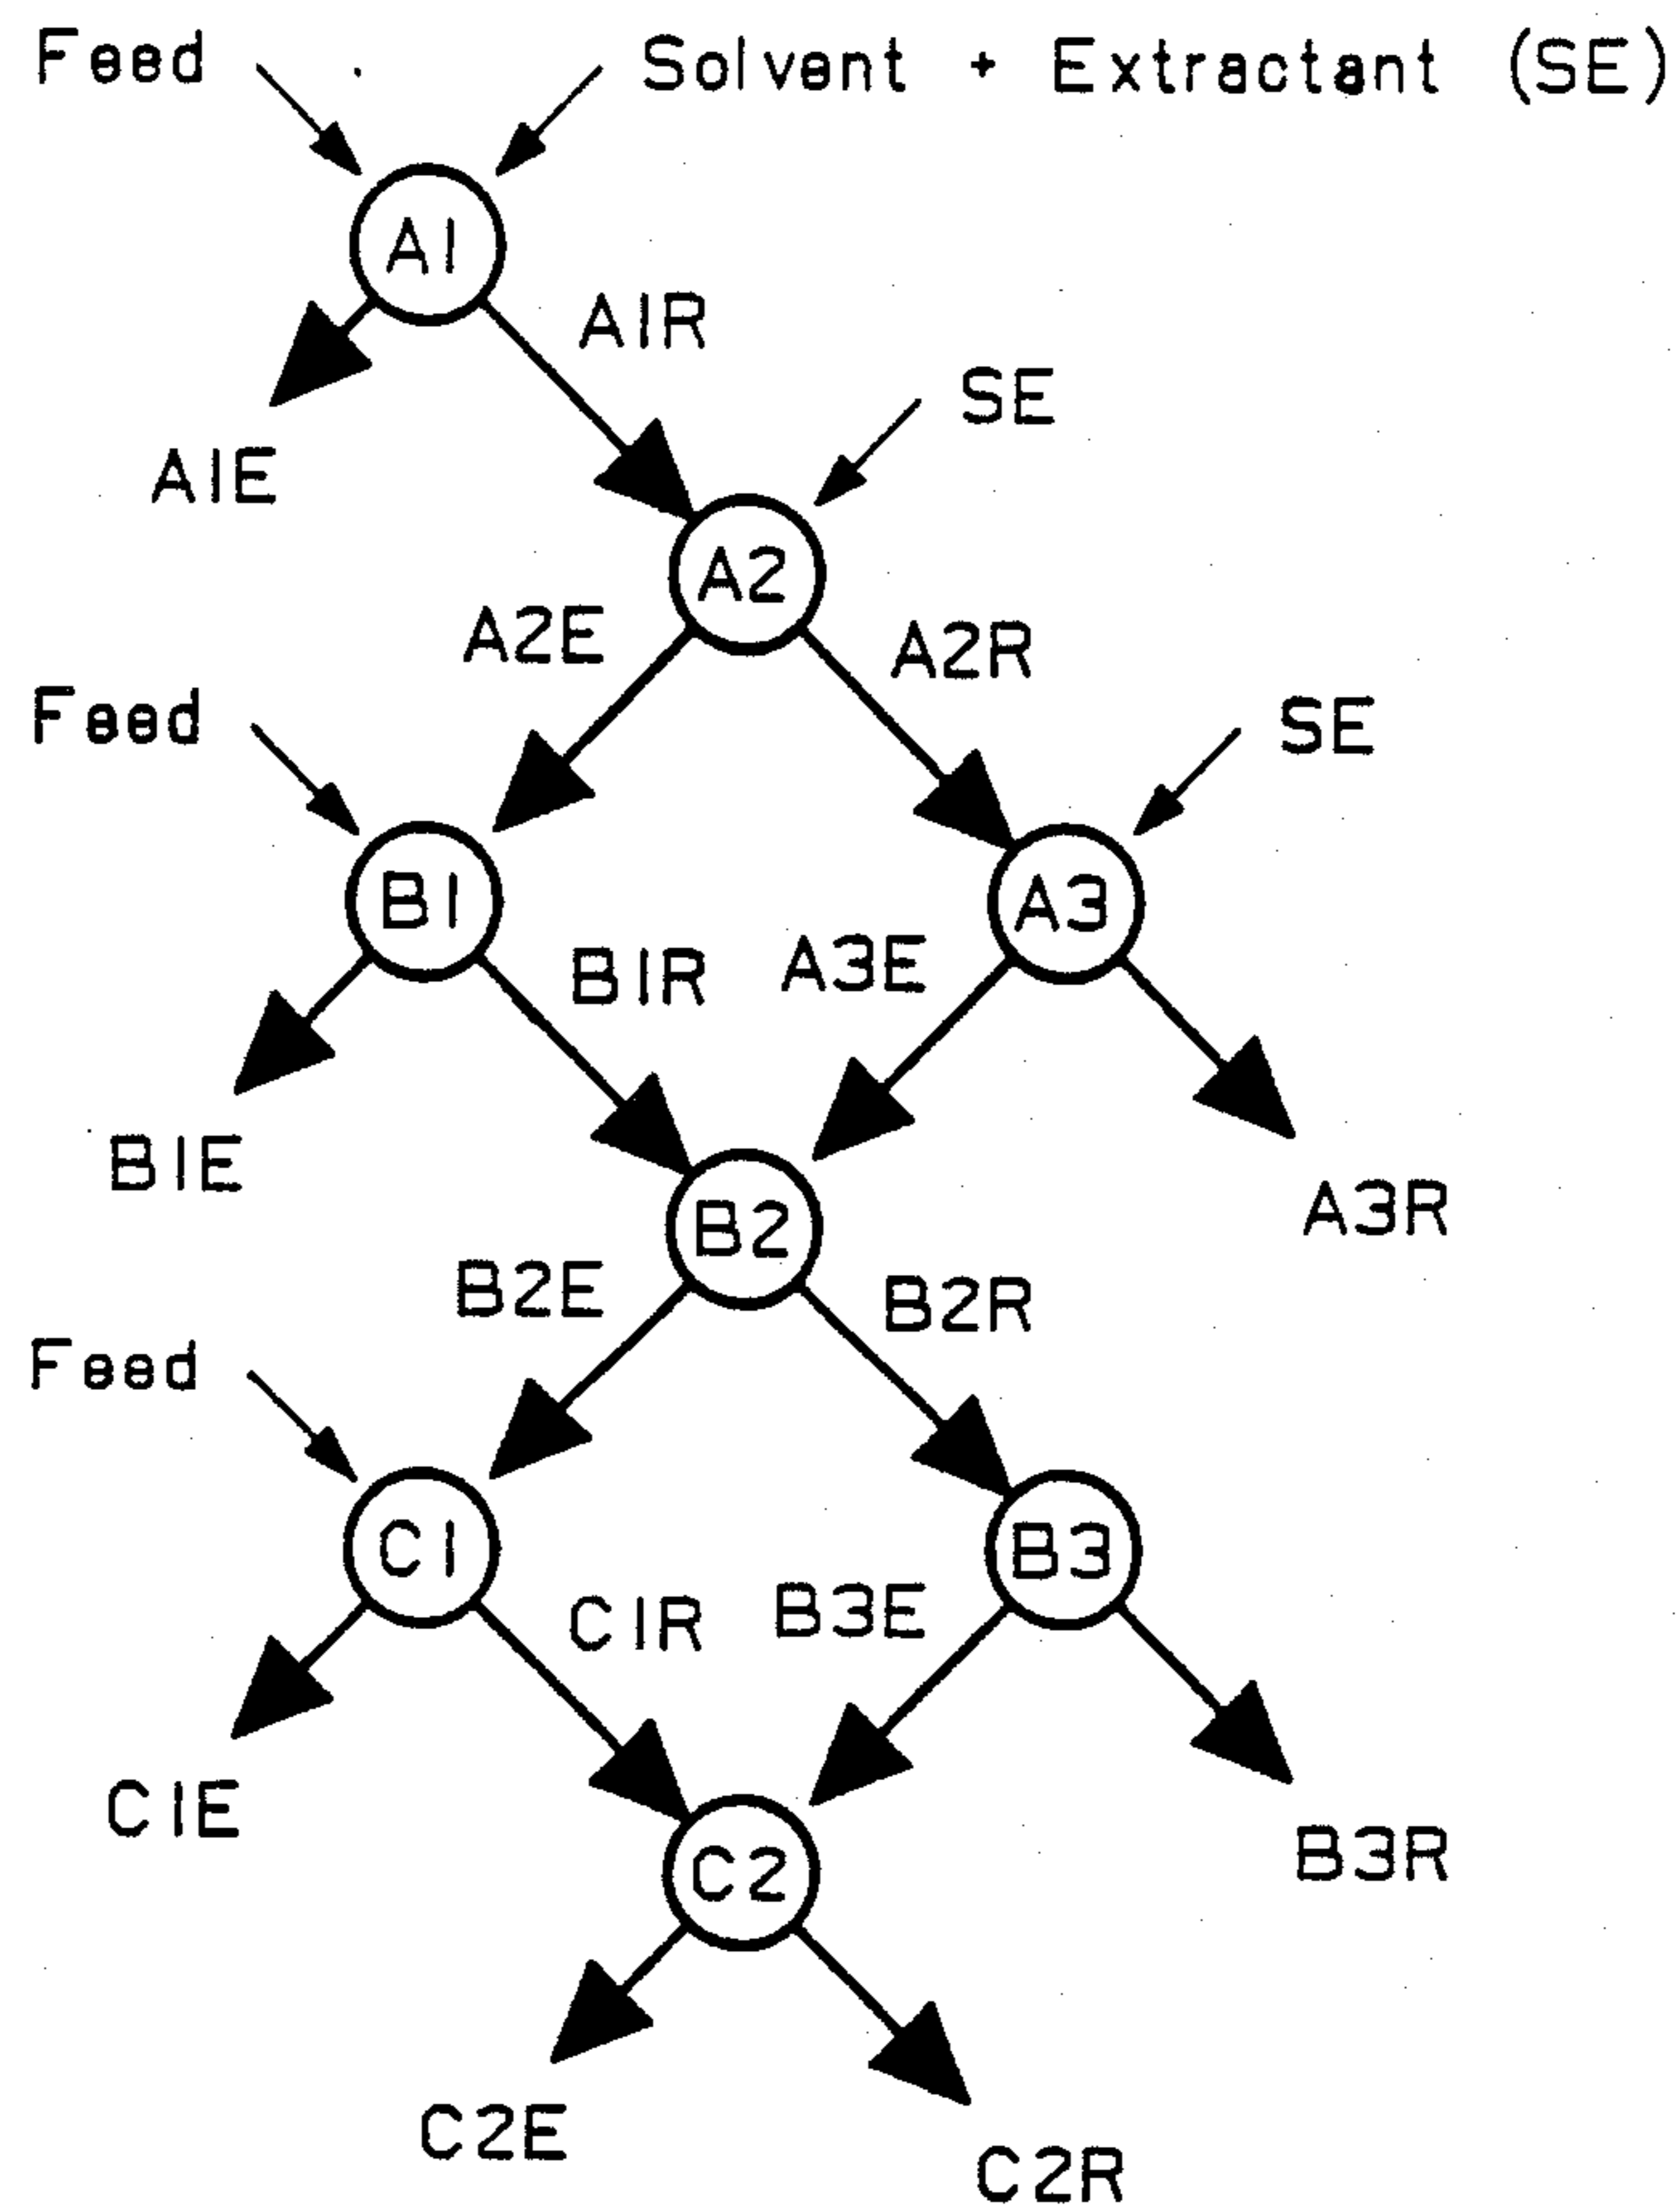 Feed Solvent + Extractant (SE)
A1
A1R
SE
A1E
A2
A2E A2R
Feed SE
B1 A3
B1R A3E
B1E A3R
B2
B2E B2R
Feed
C1 B3
C1R B3E
C1E B3R
C2
C2E C2R